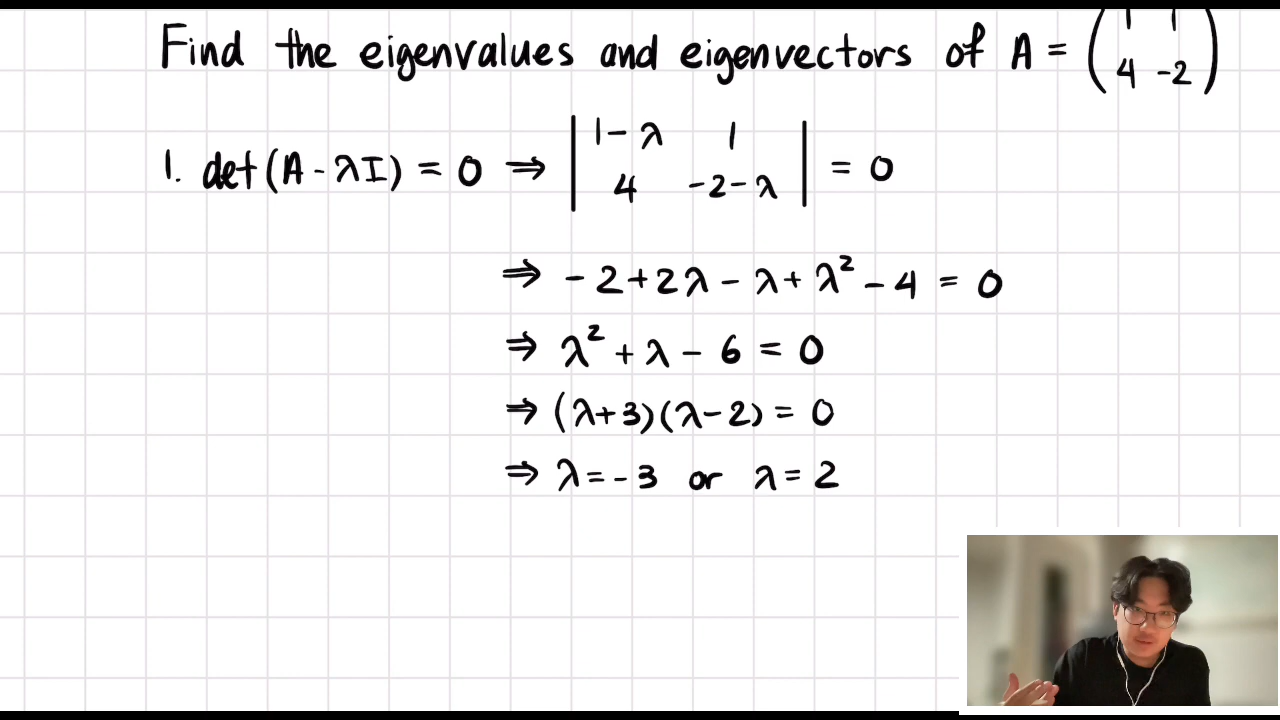 Find the eigenvalues and eigenvectors of A = (1 1
4 -2)
1. det(A - λI) = 0 ⇒ | 1-λ 1 | = 0
4 -2-λ
⇒ -2+2λ-λ+λ²-4 = 0
⇒ λ²+λ-6 = 0
⇒ (λ+3)(λ-2) = 0
⇒ λ=-3 or λ=2